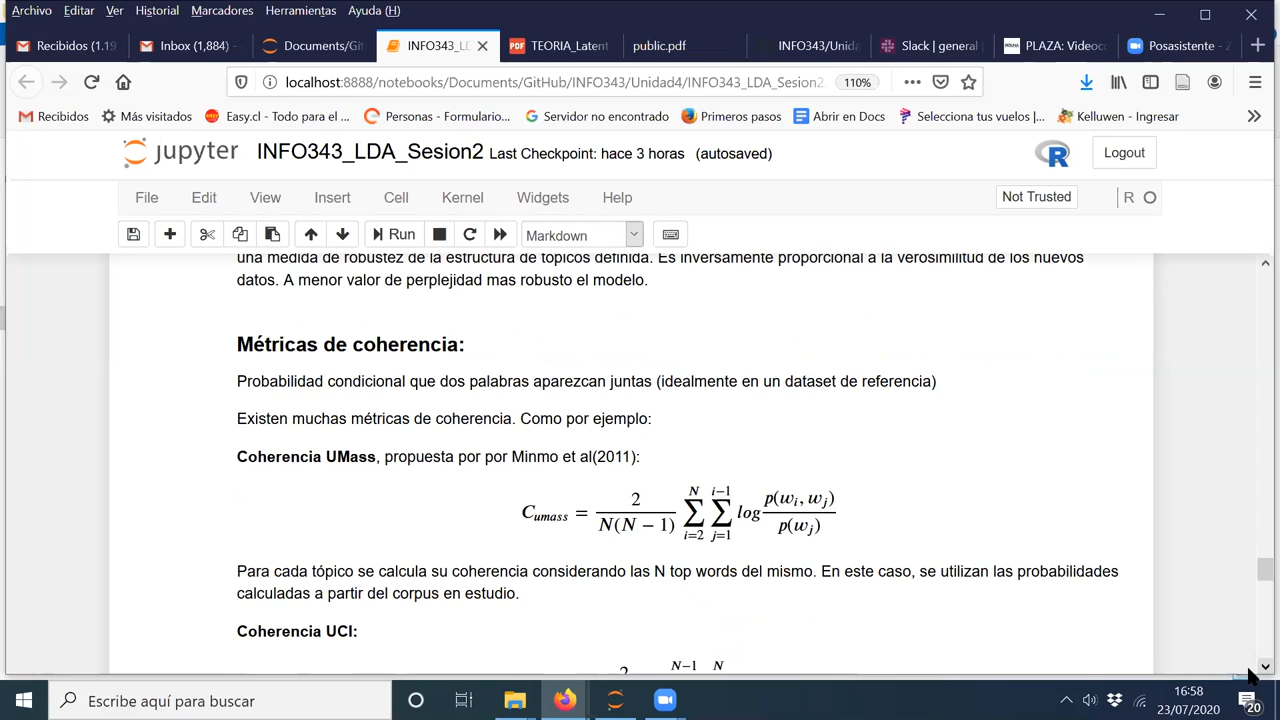 Archivo Editar Ver Historial Marcadores Herramientas Ayuda (H)
Recibidos (1.19 Inbox (1,884) - Documents/Git INFO343_LD TEORIA_Latent public.pdf INFO343/Unida Slack | general PLAZA: Videoco Posasistente - Z
localhost:8888/notebooks/Documents/GitHub/INFO343/Unidad4/INFO343_LDA_Sesion2. 110%
Recibidos Más visitados Easy.cl - Todo para el ... Personas - Formulario... Servidor no encontrado Primeros pasos Abrir en Docs Selecciona tus vuelos |... Kelluwen - Ingresar
jupyter INFO343_LDA_Sesion2 Last Checkpoint: hace 3 horas (autosaved) R Logout
File Edit View Insert Cell Kernel Widgets Help Not Trusted R
Run Markdown
una medida de robustez de la estructura de tópicos definida. Es inversamente proporcional a la verosimilitud de los nuevos
datos. A menor valor de perplejidad mas robusto el modelo.
Métricas de coherencia:
Probabilidad condicional que dos palabras aparezcan juntas (idealmente en un dataset de referencia)
Existen muchas métricas de coherencia. Como por ejemplo:
Coherencia UMass, propuesta por por Minmo et al(2011):
C_umass = 2 / N(N − 1) ∑_{i=2}^{N} ∑_{j=1}^{i−1} log p(w_i, w_j) / p(w_j)
Para cada tópico se calcula su coherencia considerando las N top words del mismo. En este caso, se utilizan las probabilidades
calculadas a partir del corpus en estudio.
Coherencia UCI:
2 N−1 N
Escribe aquí para buscar
16:58
23/07/2020
20